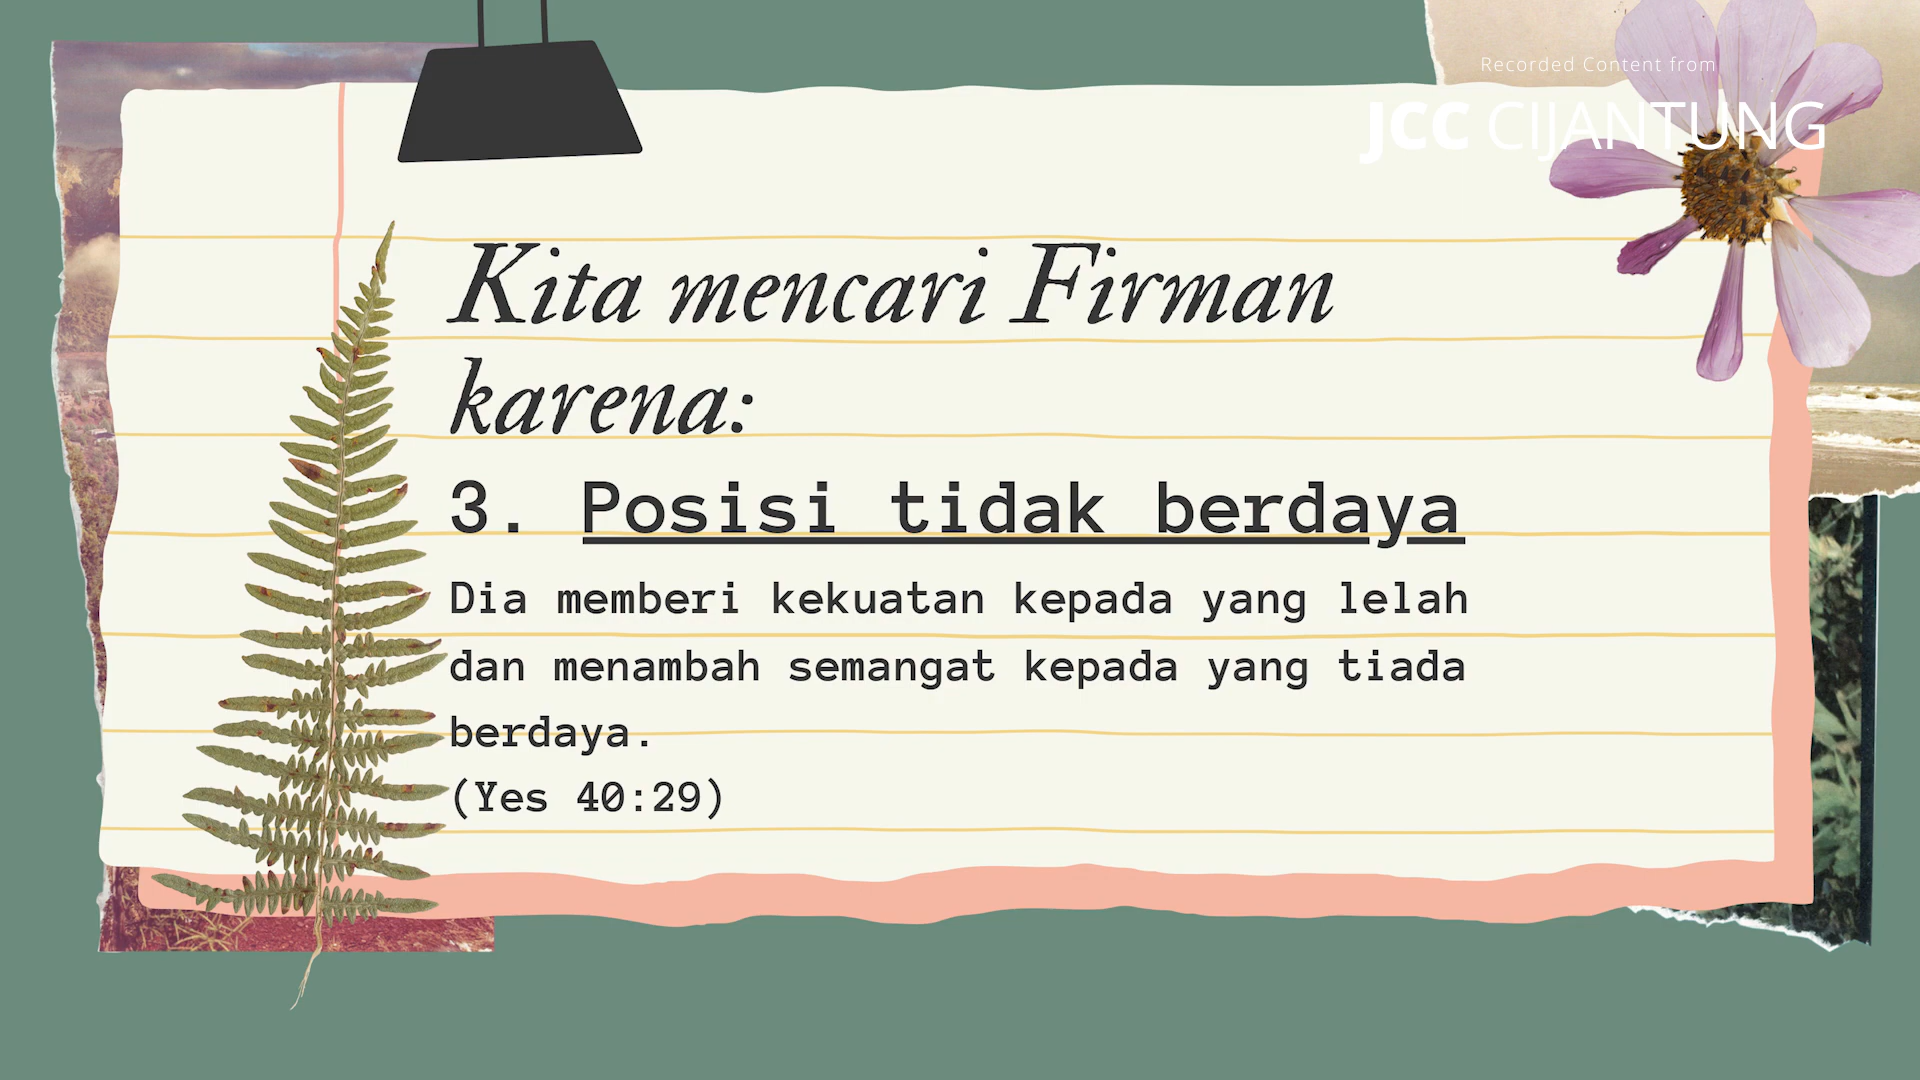 Recorded Content from
JCC CIJANTUNG
Kita mencari Firman
karena:
3. Posisi tidak berdaya
Dia memberi kekuatan kepada yang lelah
dan menambah semangat kepada yang tiada
berdaya.
(Yes 40:29)